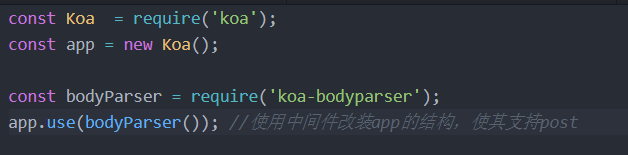 const Koa  = require('koa');
const app = new Koa();
const bodyParser = require('koa-bodyparser');
app.use(bodyParser()); //使用中间件改装app的结构，使其支持post